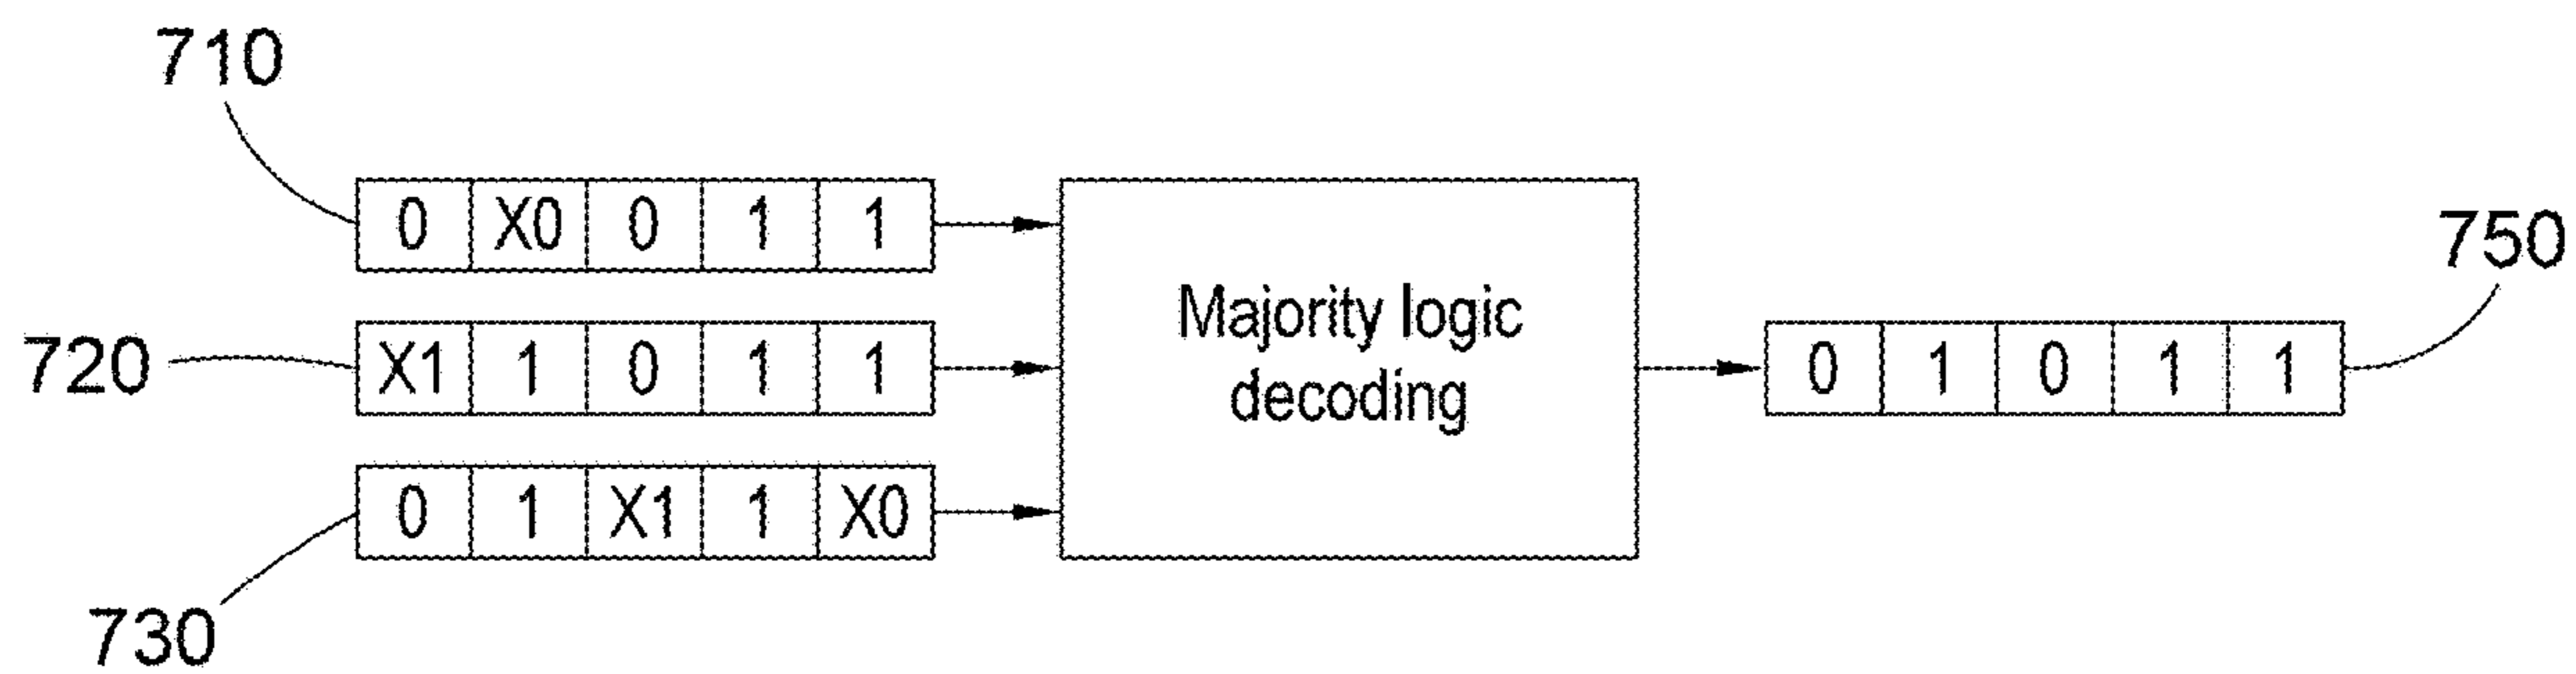 710
0 X0 0 1 1
720
X1 1 0 1 1
730
0 1 X1 1 X0
Majority logic
decoding
750
0 1 0 1 1